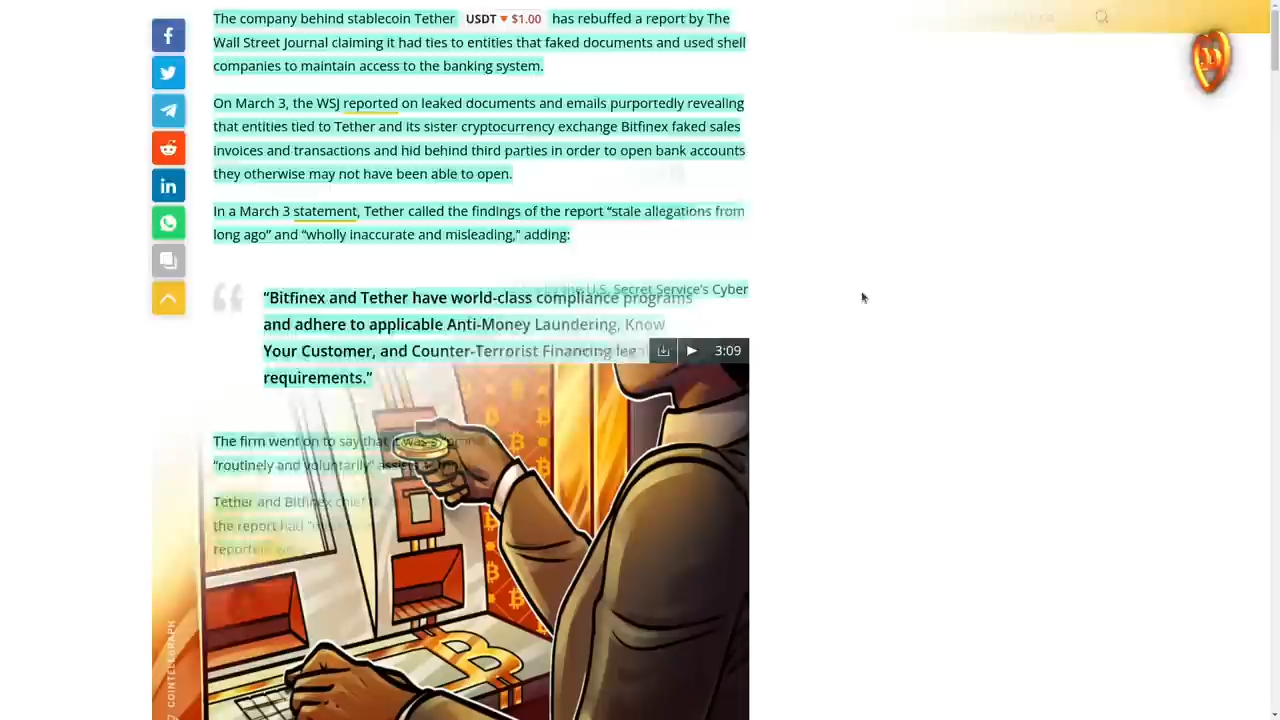 The company behind stablecoin Tether USDT ▼ $1.00 has rebuffed a report by The
Wall Street Journal claiming it had ties to entities that faked documents and used shell
companies to maintain access to the banking system.
On March 3, the WSJ reported on leaked documents and emails purportedly revealing
that entities tied to Tether and its sister cryptocurrency exchange Bitfinex faked sales
invoices and transactions and hid behind third parties in order to open bank accounts
they otherwise may not have been able to open.
In a March 3 statement, Tether called the findings of the report “stale allegations from
long ago” and “wholly inaccurate and misleading,” adding:
the U.S. Secret Service’s Cyber
“Bitfinex and Tether have world-class compliance programs
and adhere to applicable Anti-Money Laundering, Know
Your Customer, and Counter-Terrorist Financing
3:09
requirements.”
The firm went on to say that it was
“routinely and voluntarily” assists
Tether and Bitfinex chief
the report had
COINTELEGRAPH